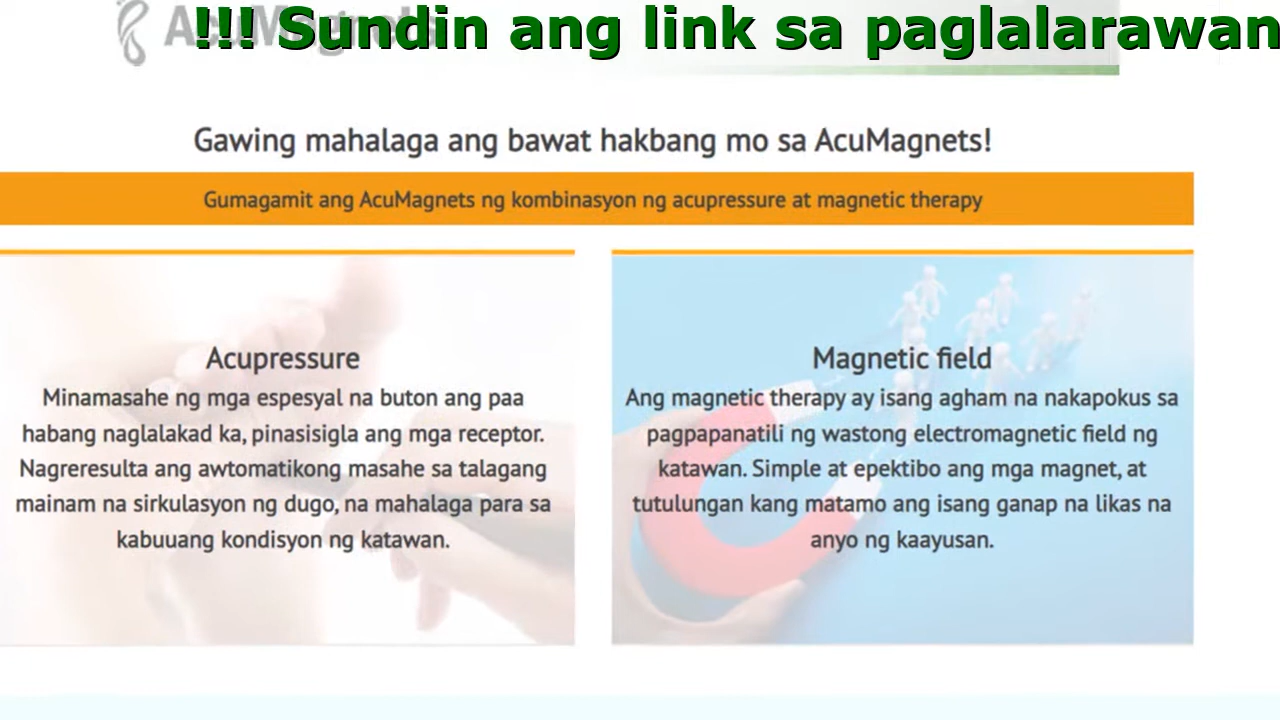 AcuMagnets
!!! Sundin ang link sa paglalarawan
Gawing mahalaga ang bawat hakbang mo sa AcuMagnets!
Gumagamit ang AcuMagnets ng kombinasyon ng acupressure at magnetic therapy
Acupressure
Minamasahe ng mga espesyal na buton ang paa
habang naglalakad ka, pinasisigla ang mga receptor.
Nagreresulta ang awtomatikong masahe sa talagang
mainam na sirkulasyon ng dugo, na mahalaga para sa
kabuuang kondisyon ng katawan.
Magnetic field
Ang magnetic therapy ay isang agham na nakapokus sa
pagpapanatili ng wastong electromagnetic field ng
katawan. Simple at epektibo ang mga magnet, at
tutulungan kang matamo ang isang ganap na likas na
anyo ng kaayusan.